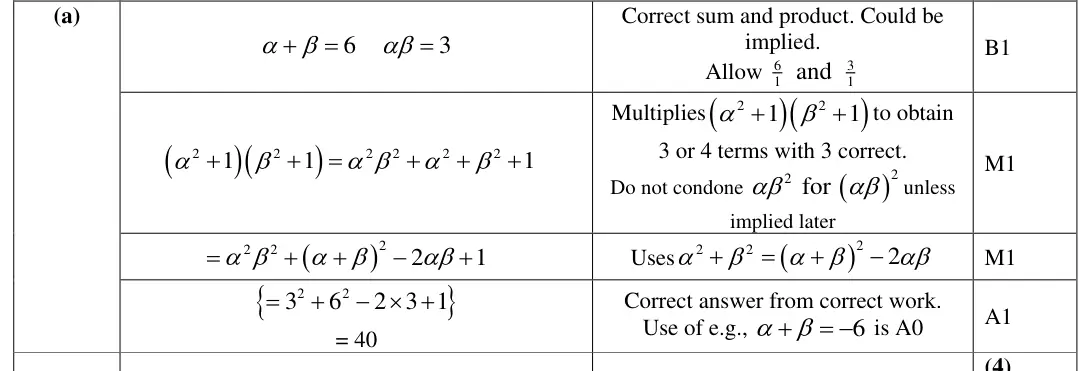 (a)
α + β = 6 αβ = 3
Correct sum and product. Could be
implied.
Allow 6/1 and 3/1
B1
(α² + 1)(β² + 1) = α²β² + α² + β² + 1
Multiplies (α² + 1)(β² + 1) to obtain
3 or 4 terms with 3 correct.
Do not condone αβ² for (αβ)² unless
implied later
M1
= α²β² + (α + β)² − 2αβ + 1
Uses α² + β² = (α + β)² − 2αβ
M1
{= 3² + 6² − 2 × 3 + 1}
= 40
Correct answer from correct work.
Use of e.g., α + β = −6 is A0
A1
(4)